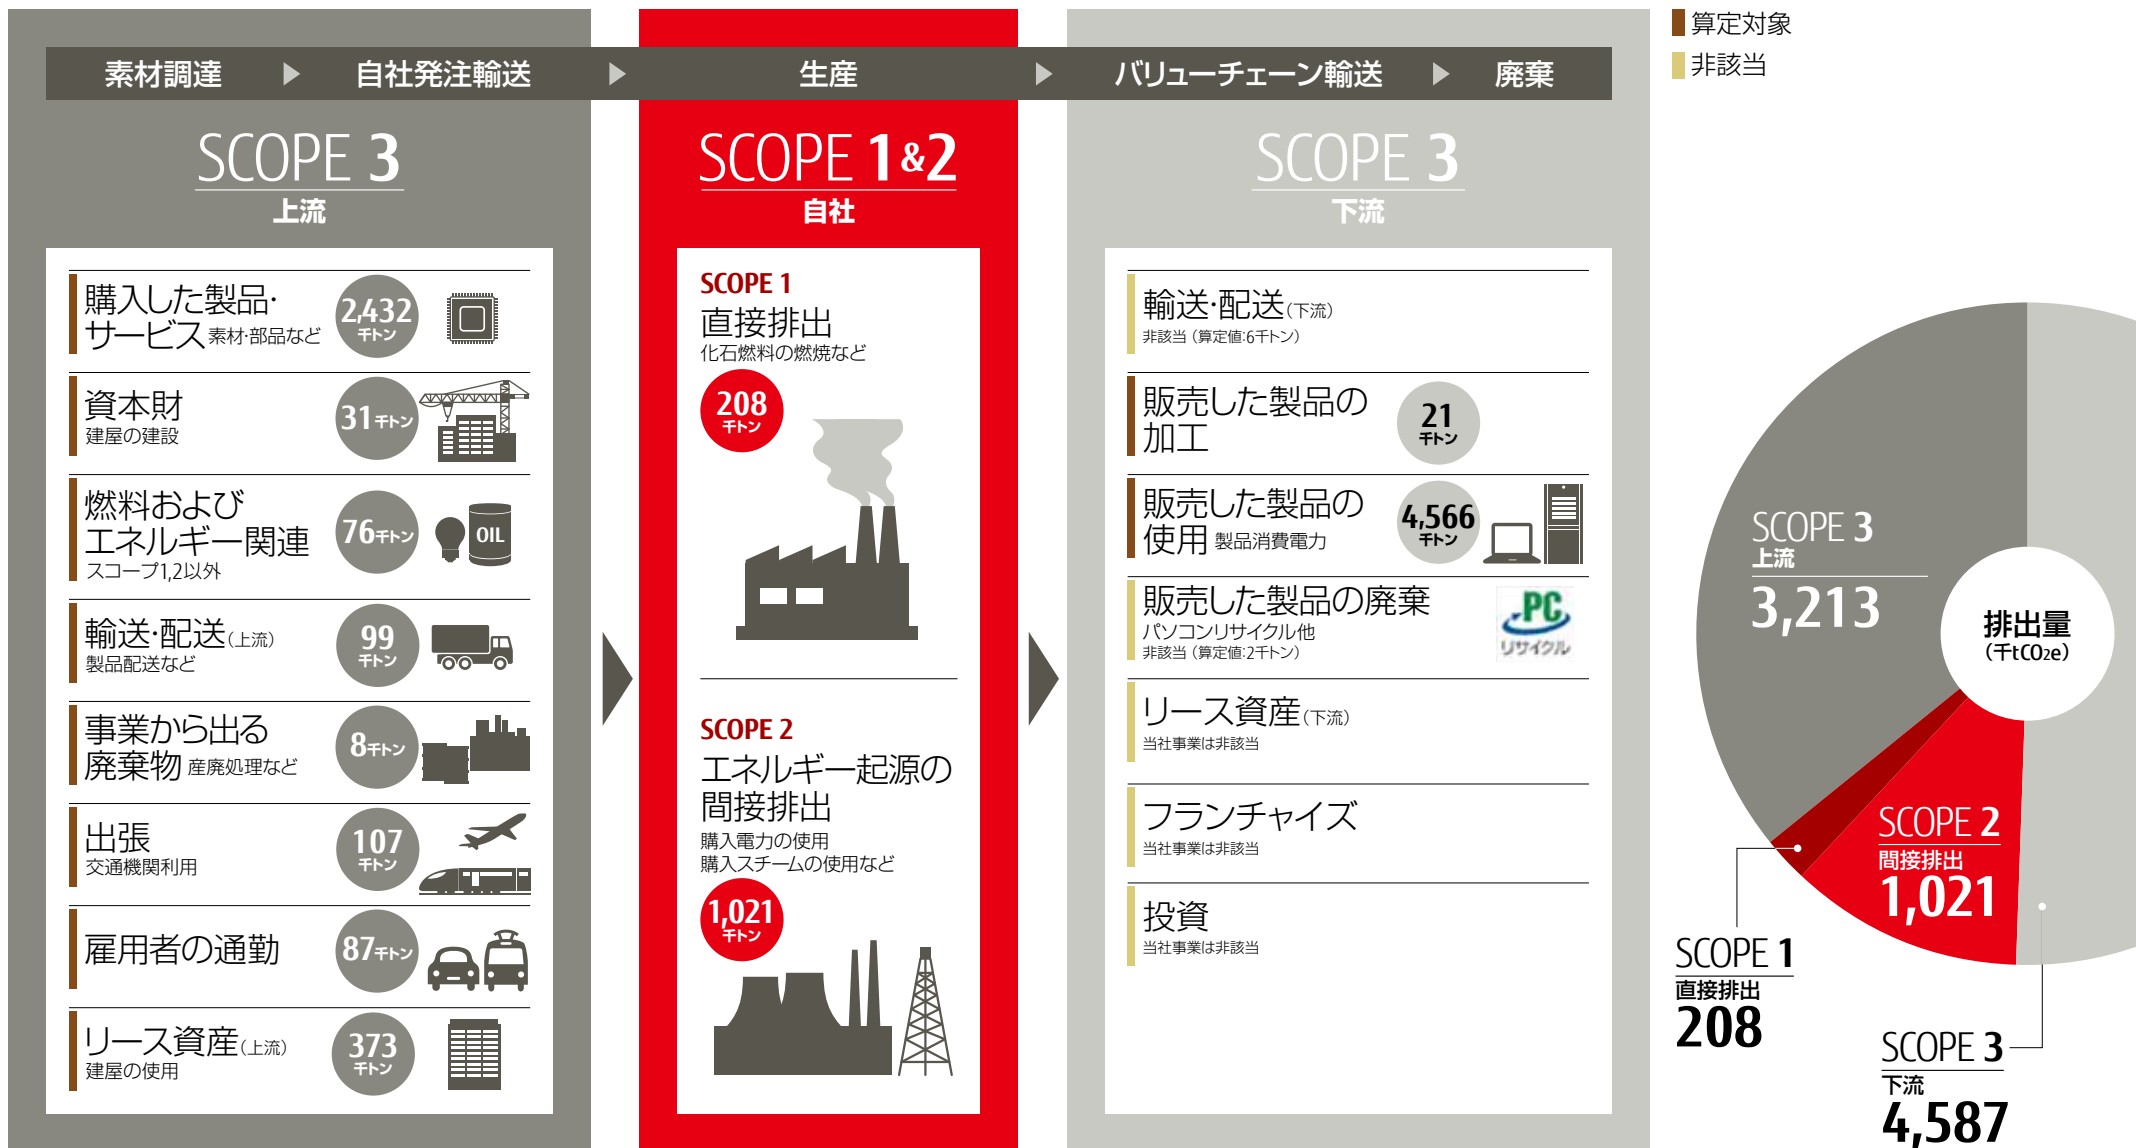 素材調達
自社発注輸送
生産
バリューチェーン輸送
廃棄
SCOPE 3
上流
購入した製品・
サービス 素材・部品など
2,432
千トン
資本財
建屋の建設
31千トン
燃料および
エネルギー関連
スコープ1,2以外
76千トン
OIL
輸送・配送(上流)
製品配送など
99
千トン
事業から出る
廃棄物 産廃処理など
8千トン
出張
交通機関利用
107
千トン
雇用者の通勤
87千トン
リース資産(上流)
建屋の使用
373
千トン
SCOPE 1&2
自社
SCOPE 1
直接排出
化石燃料の燃焼など
208
千トン
SCOPE 2
エネルギー起源の
間接排出
購入電力の使用
購入スチームの使用など
1,021
千トン
SCOPE 3
下流
輸送・配送(下流)
非該当(算定値:6千トン)
販売した製品の
加工
21
千トン
販売した製品の
使用 製品消費電力
4,566
千トン
販売した製品の廃棄
パソコンリサイクル他
非該当(算定値:2千トン)
PC
リサイクル
リース資産(下流)
当社事業は非該当
フランチャイズ
当社事業は非該当
投資
当社事業は非該当
算定対象
非該当
SCOPE 3
上流
3,213
排出量
(千tCO2e)
SCOPE 2
間接排出
1,021
SCOPE 1
直接排出
208
SCOPE 3
下流
4,587